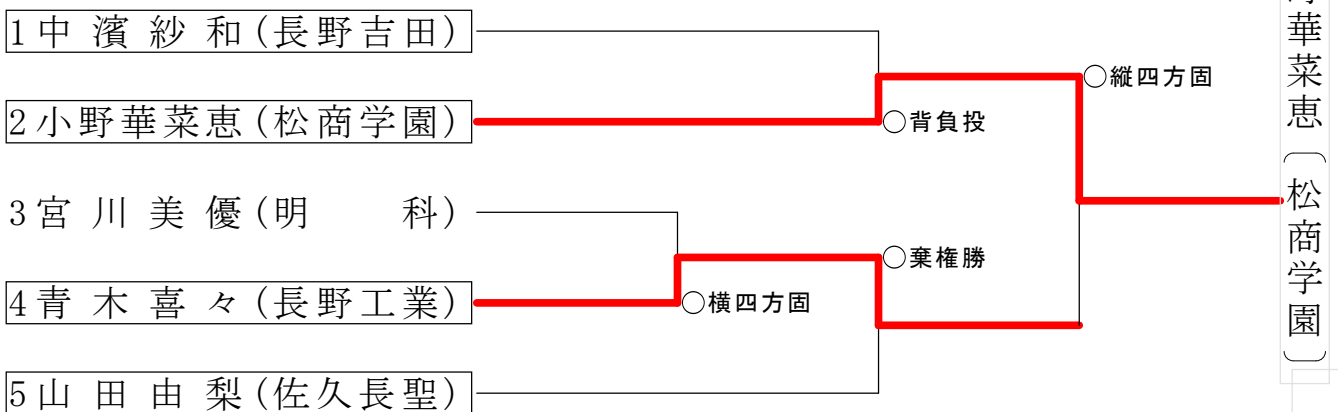 1中濱紗和(長野吉田)
2小野華菜恵(松商学園)
3宮川美優(明　　科)
4青木喜々(長野工業)
5山田由梨(佐久長聖)
○背負投
○横四方固
○棄権勝
○縦四方固
華菜恵(松商学園)